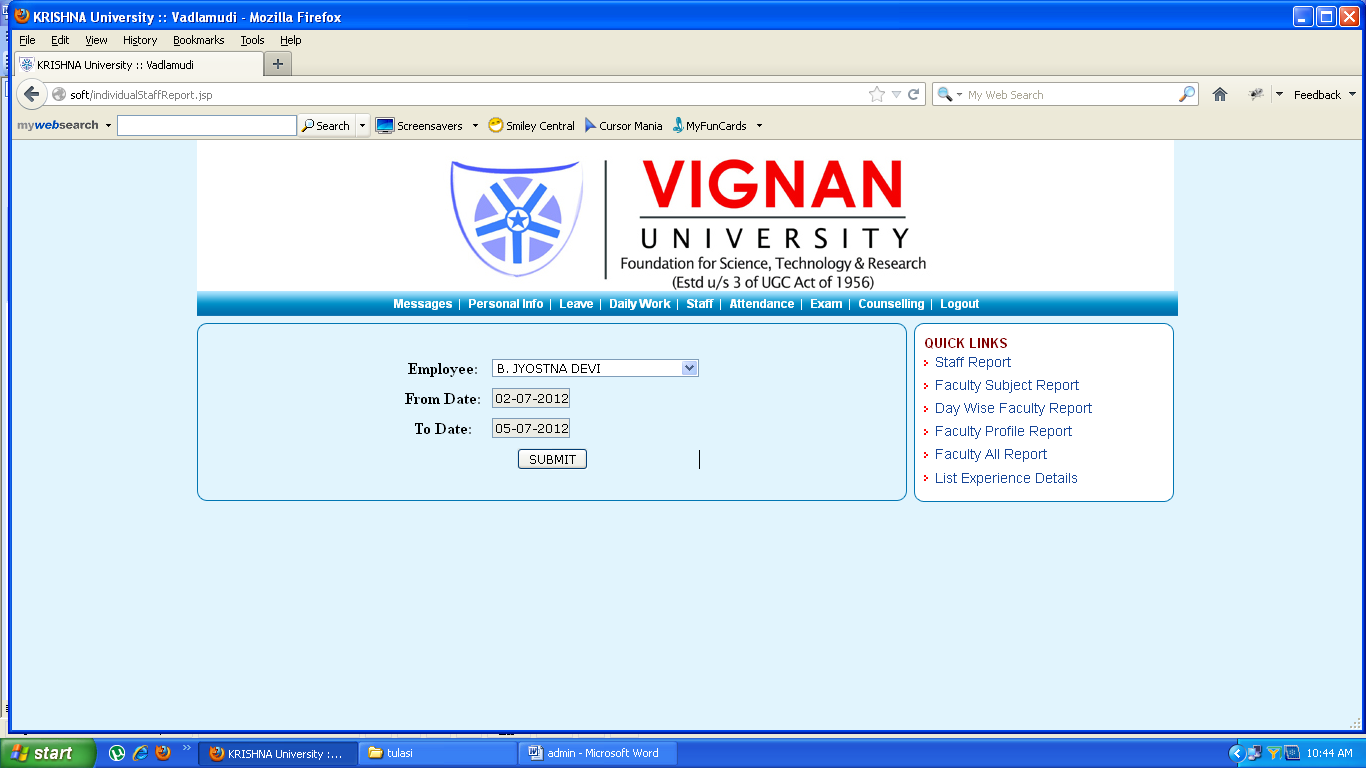 KRISHNA University :: Vadlamudi - Mozilla Firefox
File Edit View History Bookmarks Tools Help
KRISHNA University :: Vadlamudi
soft/individualStaffReport.jsp My Web Search Feedback
mywebsearch Search Screensavers Smiley Central Cursor Mania MyFunCards
VIGNAN
UNIVERSITY
Foundation for Science, Technology & Research
(Estd u/s 3 of UGC Act of 1956)
Messages | Personal Info | Leave | Daily Work | Staff | Attendance | Exam | Counselling | Logout
Employee: B. JYOSTNA DEVI
From Date: 02-07-2012
To Date: 05-07-2012
SUBMIT
QUICK LINKS
Staff Report
Faculty Subject Report
Day Wise Faculty Report
Faculty Profile Report
Faculty All Report
List Experience Details
start KRISHNA University :... tulasi admin - Microsoft Word 10:44 AM